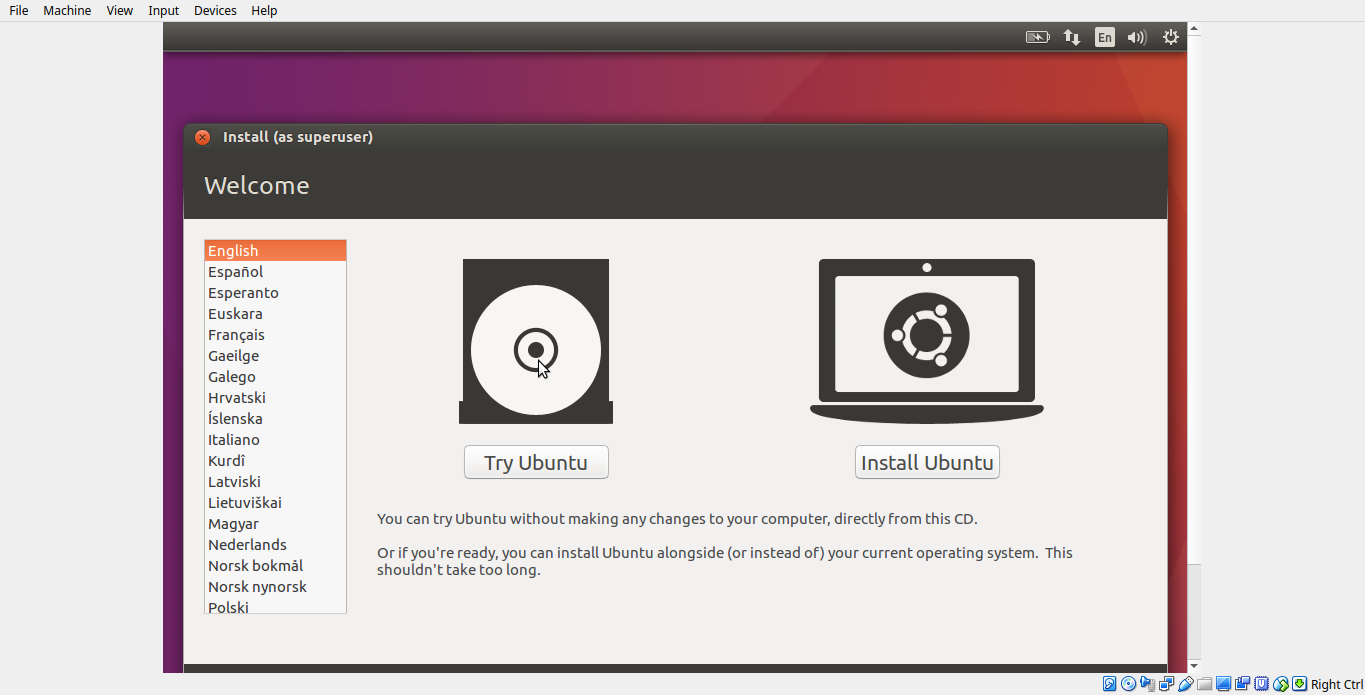 File Machine View Input Devices Help
En
Install (as superuser)
Welcome
English
Español
Esperanto
Euskara
Français
Gaeilge
Galego
Hrvatski
Íslenska
Italiano
Kurdî
Latviski
Lietuviškai
Magyar
Nederlands
Norsk bokmål
Norsk nynorsk
Polski
Try Ubuntu
Install Ubuntu
You can try Ubuntu without making any changes to your computer, directly from this CD.
Or if you're ready, you can install Ubuntu alongside (or instead of) your current operating system. This
shouldn't take too long.
Right Ctrl